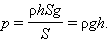 p = ρhSg / S = ρgh.